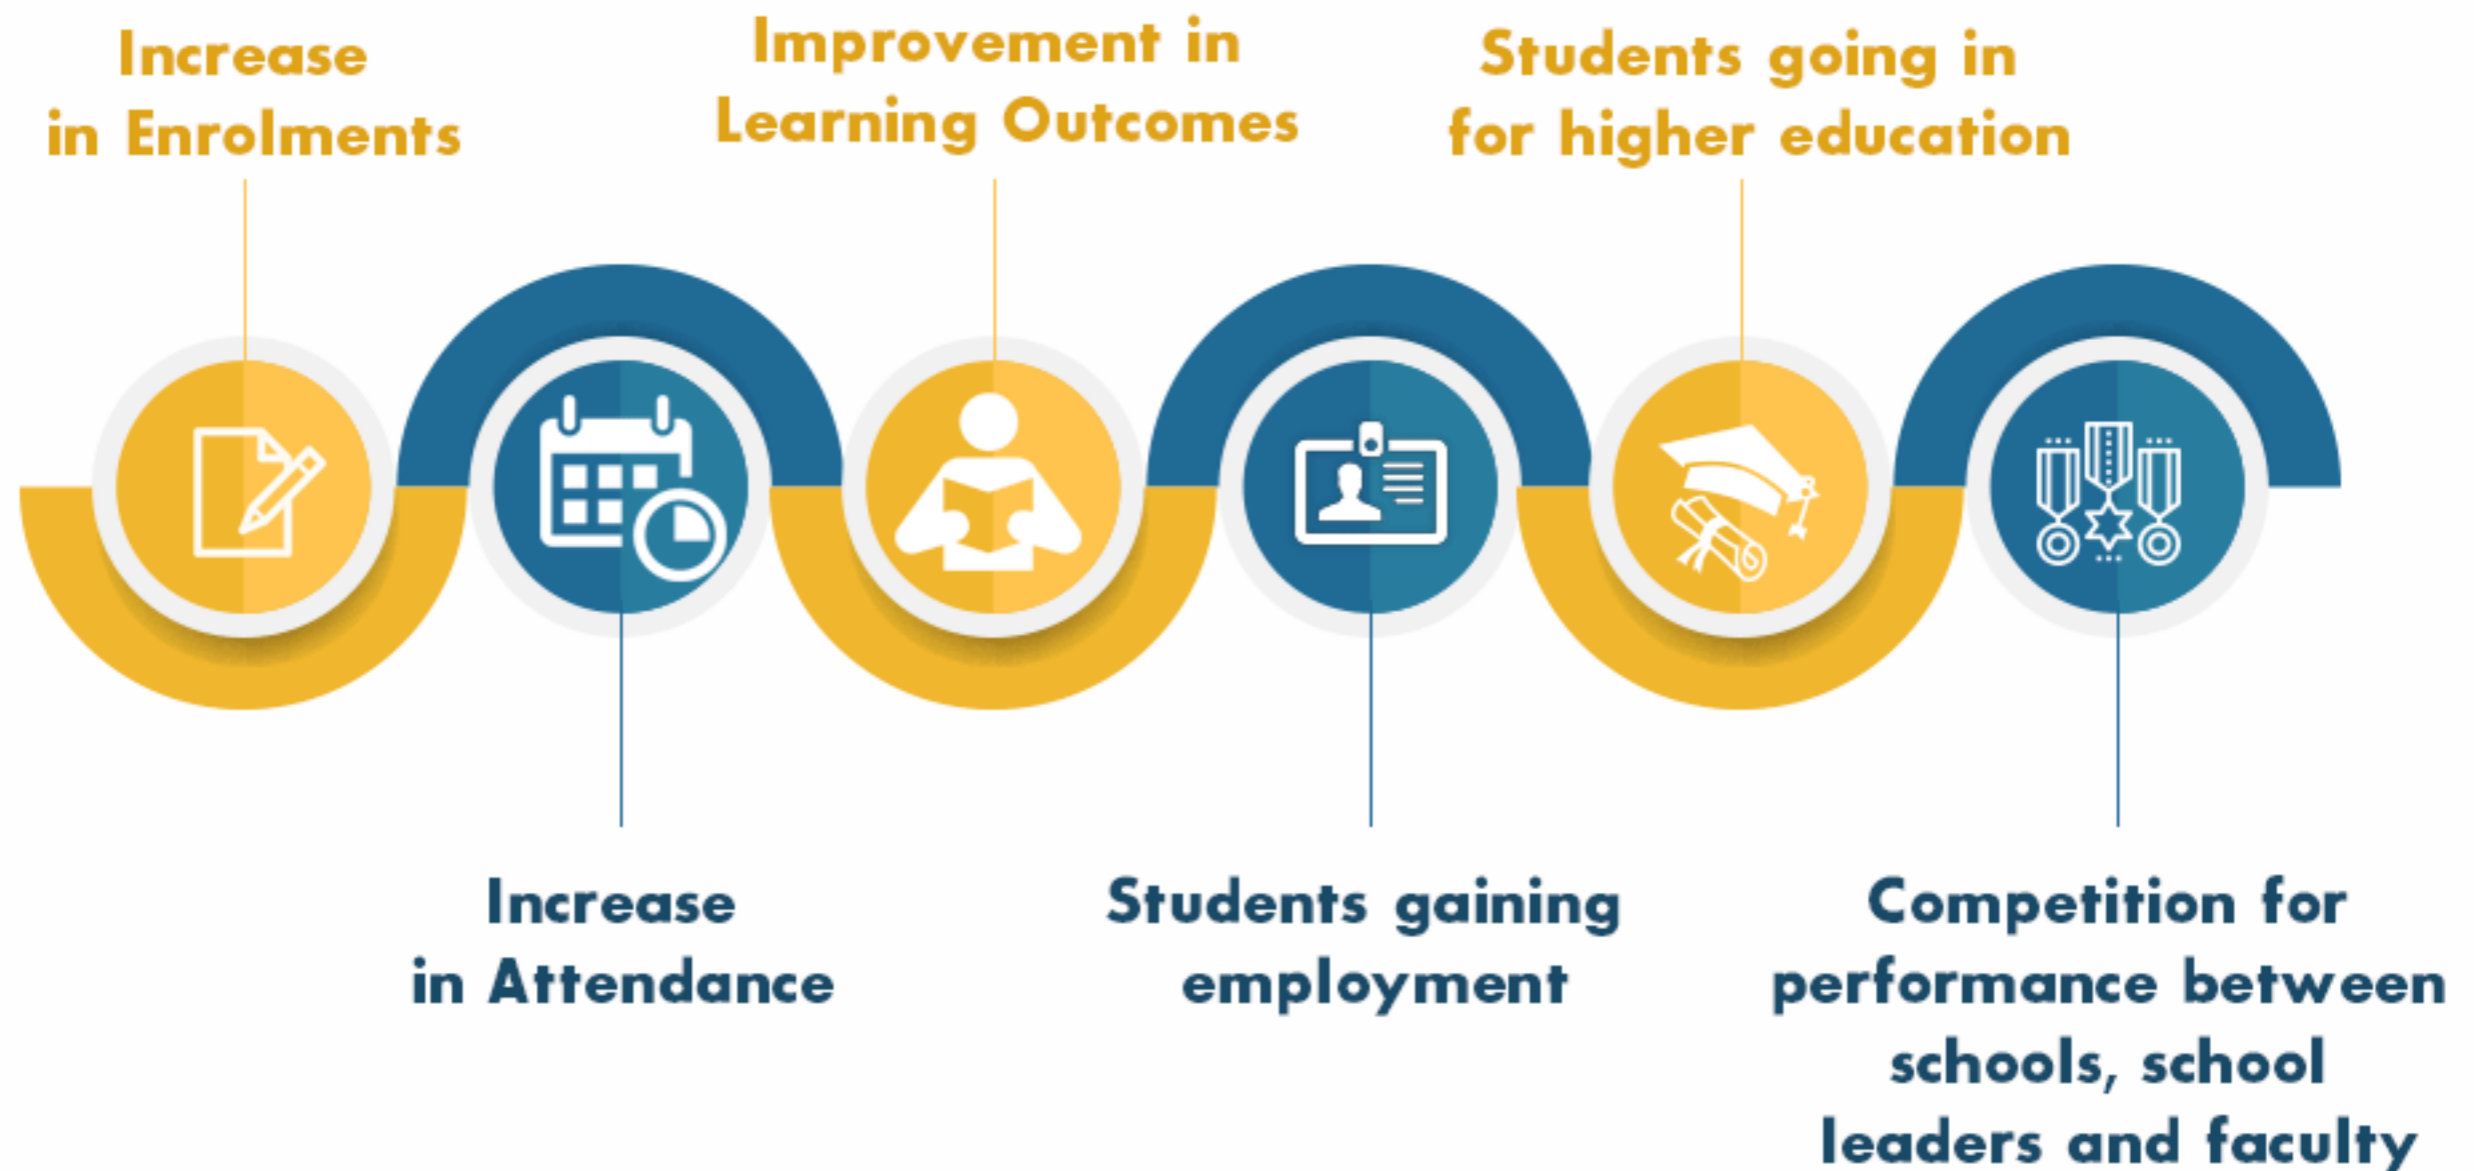 Increase
in Enrolments
Improvement in
Learning Outcomes
Students going in
for higher education
Increase
in Attendance
Students gaining
employment
Competition for
performance between
schools, school
leaders and faculty